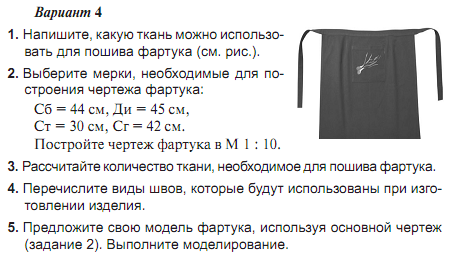 Вариант 4
1. Напишите, какую ткань можно использо-
вать для пошива фартука (см. рис.).
2. Выберите мерки, необходимые для по-
строения чертежа фартука:
Сб = 44 см, Ди = 45 см,
Ст = 30 см, Сг = 42 см.
Постройте чертеж фартука в М 1 : 10.
3. Рассчитайте количество ткани, необходимое для пошива фартука.
4. Перечислите виды швов, которые будут использованы при изго-
товлении изделия.
5. Предложите свою модель фартука, используя основной чертеж
(задание 2). Выполните моделирование.